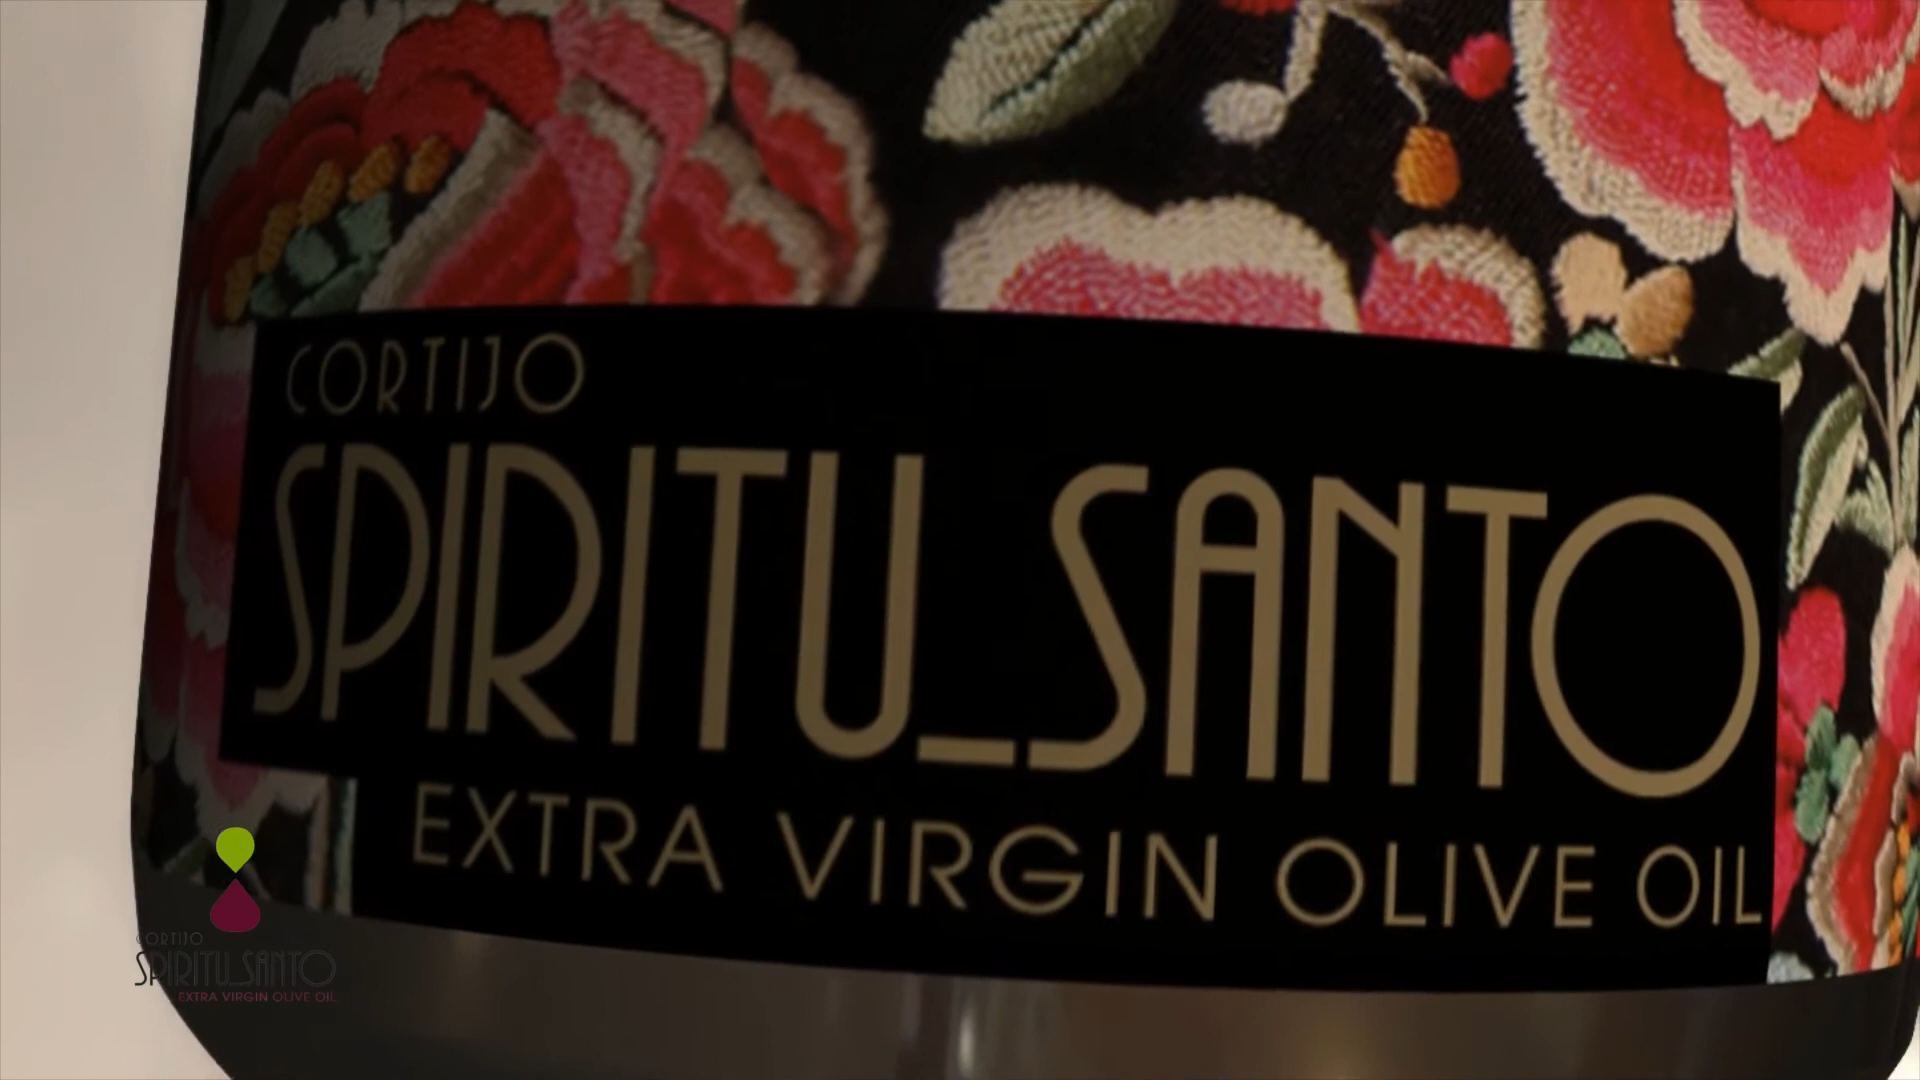 CORTIJO
SPIRITU_SANTO
EXTRA VIRGIN OLIVE OIL
CORTIJO
SPIRITU_SANTO
EXTRA VIRGIN OLIVE OIL